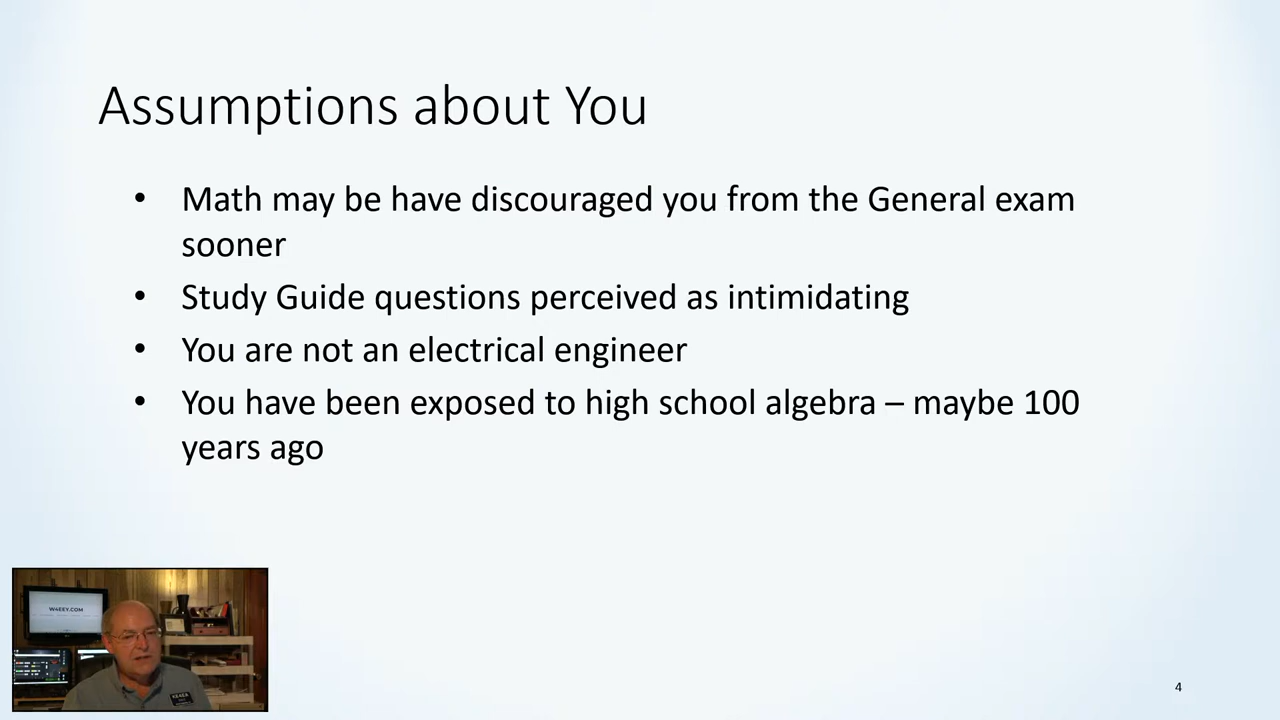 Assumptions about You
• Math may be have discouraged you from the General exam
sooner
• Study Guide questions perceived as intimidating
• You are not an electrical engineer
• You have been exposed to high school algebra – maybe 100
years ago
W4EEY.COM
4